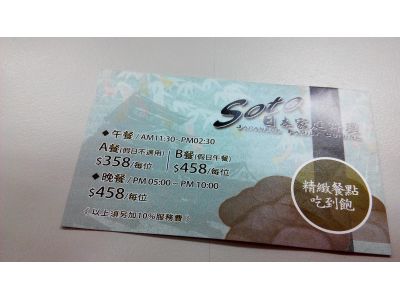 Soto
日本家庭料理
JAPANESE FAMILY CUISINE
◆ 午餐 / AM11:30~PM02:30
A餐(假日不適用) B餐(假日午餐)
$358/每位 $458/每位
◆ 晚餐 / PM 05:00 ~ PM 10:00
$458/每位
( 以上須另加10%服務費 )
精緻餐點
吃到飽